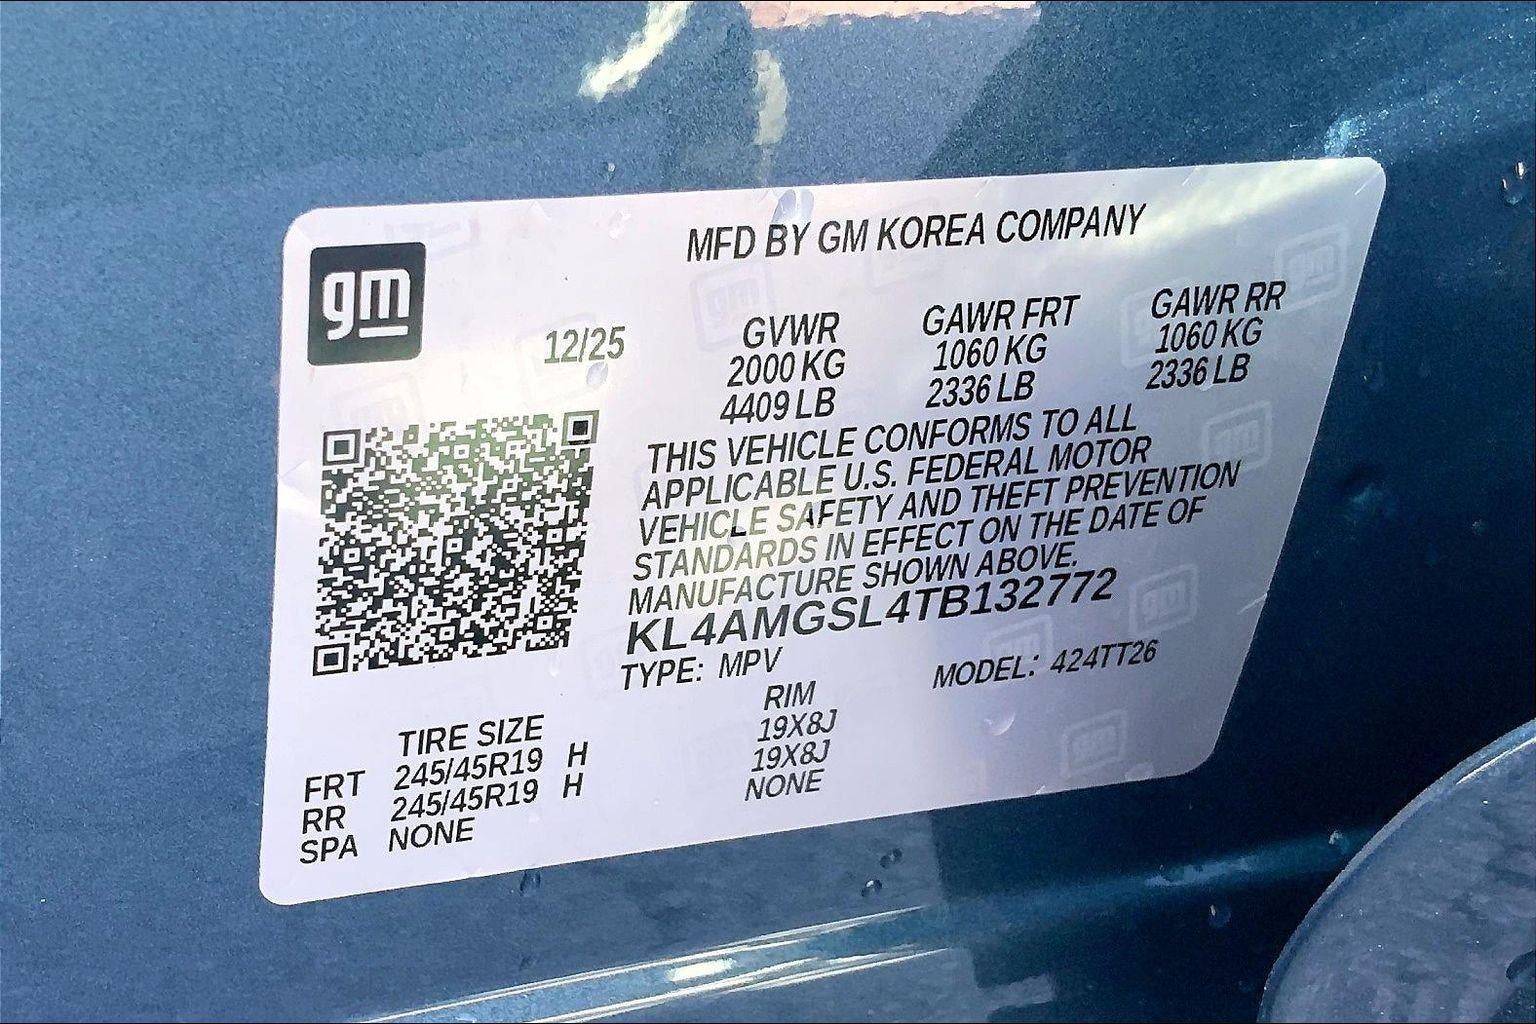 gm
MFD BY GM KOREA COMPANY
12/25
GVWR GAWR FRT GAWR RR
2000 KG 1060 KG 1060 KG
4409 LB 2336 LB 2336 LB
THIS VEHICLE CONFORMS TO ALL
APPLICABLE U.S. FEDERAL MOTOR
VEHICLE SAFETY AND THEFT PREVENTION
STANDARDS IN EFFECT ON THE DATE OF
MANUFACTURE SHOWN ABOVE.
KL4AMGSL4TB132772
TYPE: MPV MODEL: 424TT26
TIRE SIZE RIM
FRT 245/45R19 H 19X8J
RR 245/45R19 H 19X8J
SPA NONE NONE